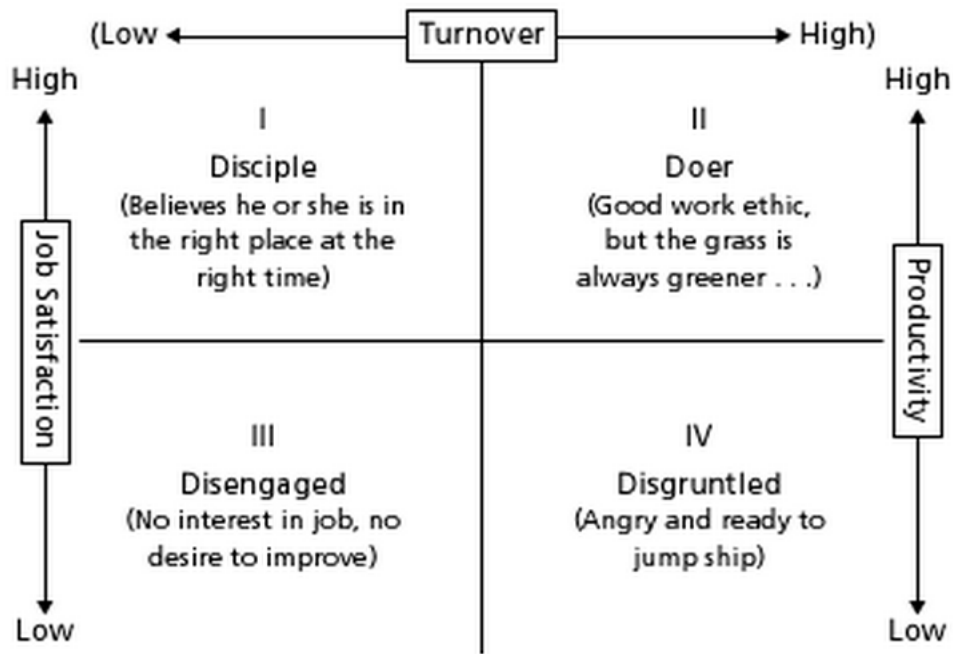 (Low Turnover High)
High High
I
Disciple
(Believes he or she is in
the right place at the
right time)
II
Doer
(Good work ethic,
but the grass is
always greener . . .)
Job Satisfaction
Productivity
III
Disengaged
(No interest in job, no
desire to improve)
IV
Disgruntled
(Angry and ready to
jump ship)
Low Low